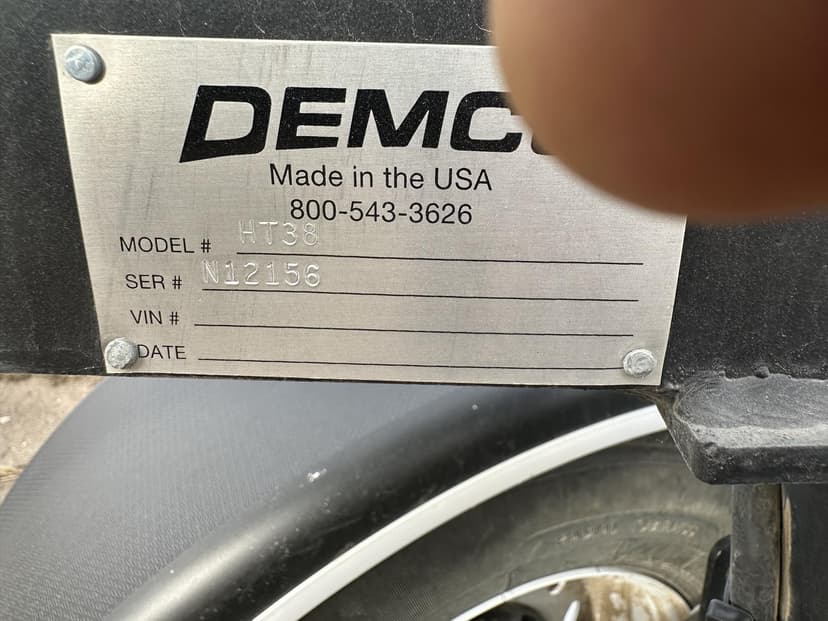 DEMC
Made in the USA
800-543-3626
MODEL # HT38
SER # N12156
VIN #
DATE